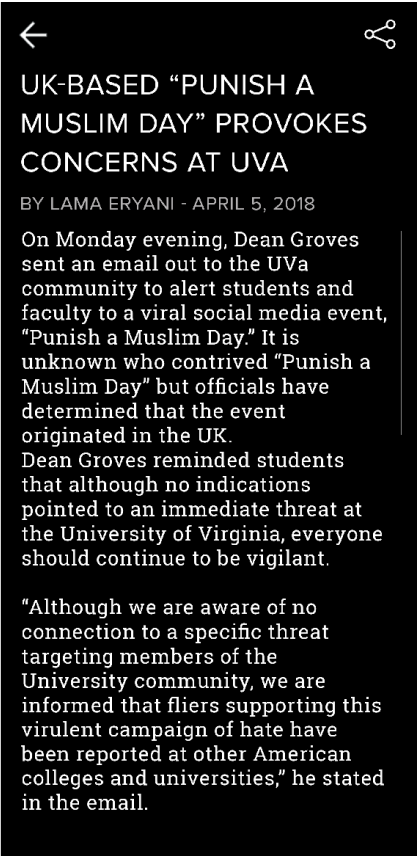 UK-BASED “PUNISH A
MUSLIM DAY” PROVOKES
CONCERNS AT UVA
BY LAMA ERYANI - APRIL 5, 2018
On Monday evening, Dean Groves
sent an email out to the UVa
community to alert students and
faculty to a viral social media event,
“Punish a Muslim Day.” It is
unknown who contrived “Punish a
Muslim Day” but officials have
determined that the event
originated in the UK.
Dean Groves reminded students
that although no indications
pointed to an immediate threat at
the University of Virginia, everyone
should continue to be vigilant.
“Although we are aware of no
connection to a specific threat
targeting members of the
University community, we are
informed that fliers supporting this
virulent campaign of hate have
been reported at other American
colleges and universities,” he stated
in the email.